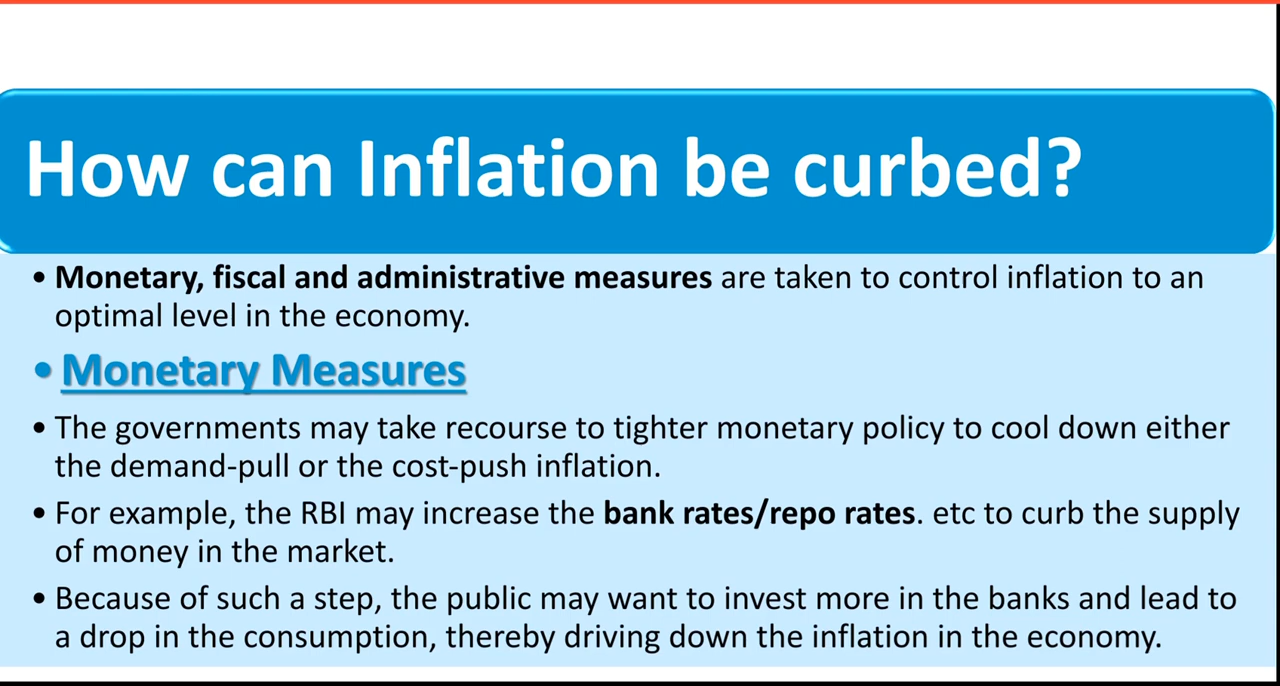 How can Inflation be curbed?
• Monetary, fiscal and administrative measures are taken to control inflation to an
optimal level in the economy.
• Monetary Measures
• The governments may take recourse to tighter monetary policy to cool down either
the demand-pull or the cost-push inflation.
• For example, the RBI may increase the bank rates/repo rates. etc to curb the supply
of money in the market.
• Because of such a step, the public may want to invest more in the banks and lead to
a drop in the consumption, thereby driving down the inflation in the economy.